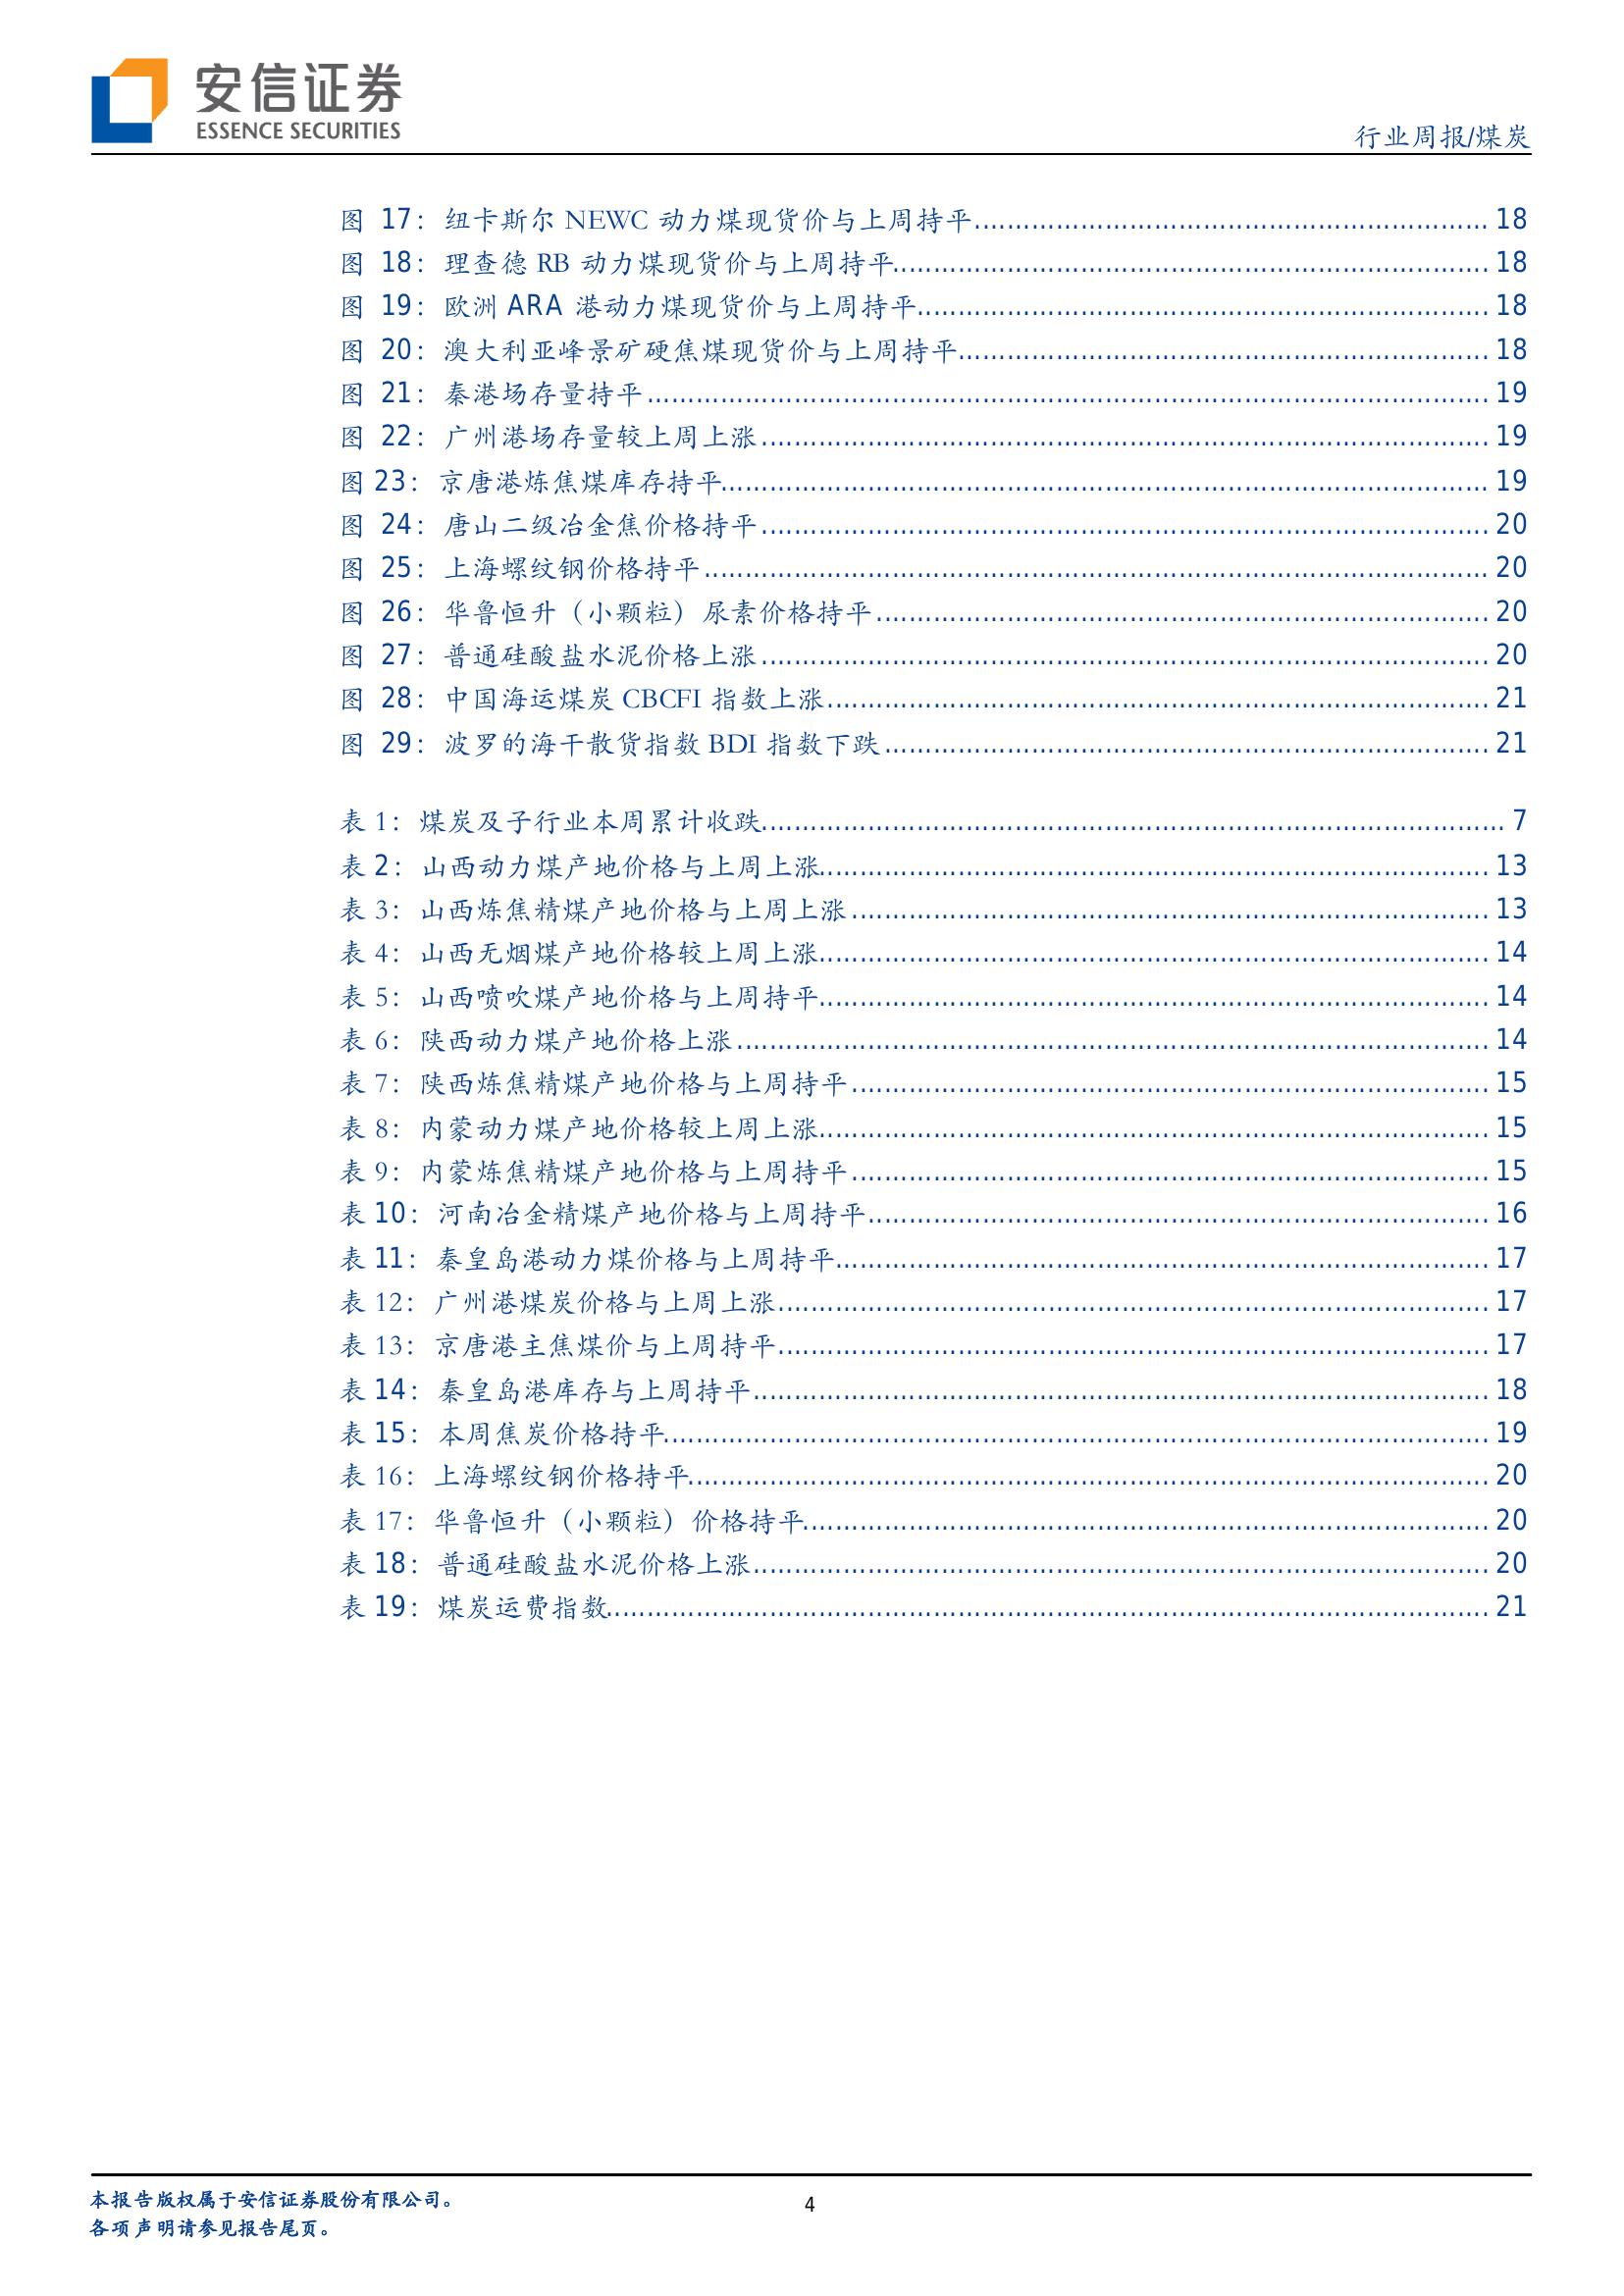 安信证券
ESSENCE SECURITIES
行业周报/煤炭
图 17：纽卡斯尔 NEWC 动力煤现货价与上周持平 18
图 18：理查德 RB 动力煤现货价与上周持平 18
图 19：欧洲 ARA 港动力煤现货价与上周持平 18
图 20：澳大利亚峰景矿硬焦煤现货价与上周持平 18
图 21：秦港场存量持平 19
图 22：广州港场存量较上周上涨 19
图 23：京唐港炼焦煤库存持平 19
图 24：唐山二级冶金焦价格持平 20
图 25：上海螺纹钢价格持平 20
图 26：华鲁恒升（小颗粒）尿素价格持平 20
图 27：普通硅酸盐水泥价格上涨 20
图 28：中国海运煤炭 CBCFI 指数上涨 21
图 29：波罗的海干散货指数 BDI 指数下跌 21
表 1：煤炭及子行业本周累计收跌 7
表 2：山西动力煤产地价格与上周上涨 13
表 3：山西炼焦精煤产地价格与上周上涨 13
表 4：山西无烟煤产地价格较上周上涨 14
表 5：山西喷吹煤产地价格与上周持平 14
表 6：陕西动力煤产地价格上涨 14
表 7：陕西炼焦精煤产地价格与上周持平 15
表 8：内蒙动力煤产地价格较上周上涨 15
表 9：内蒙炼焦精煤产地价格与上周持平 15
表 10：河南冶金精煤产地价格与上周持平 16
表 11：秦皇岛港动力煤价格与上周持平 17
表 12：广州港煤炭价格与上周上涨 17
表 13：京唐港主焦煤价与上周持平 17
表 14：秦皇岛港库存与上周持平 18
表 15：本周焦炭价格持平 19
表 16：上海螺纹钢价格持平 20
表 17：华鲁恒升（小颗粒）价格持平 20
表 18：普通硅酸盐水泥价格上涨 20
表 19：煤炭运费指数 21
本报告版权属于安信证券股份有限公司。
各项声明请参见报告尾页。
4